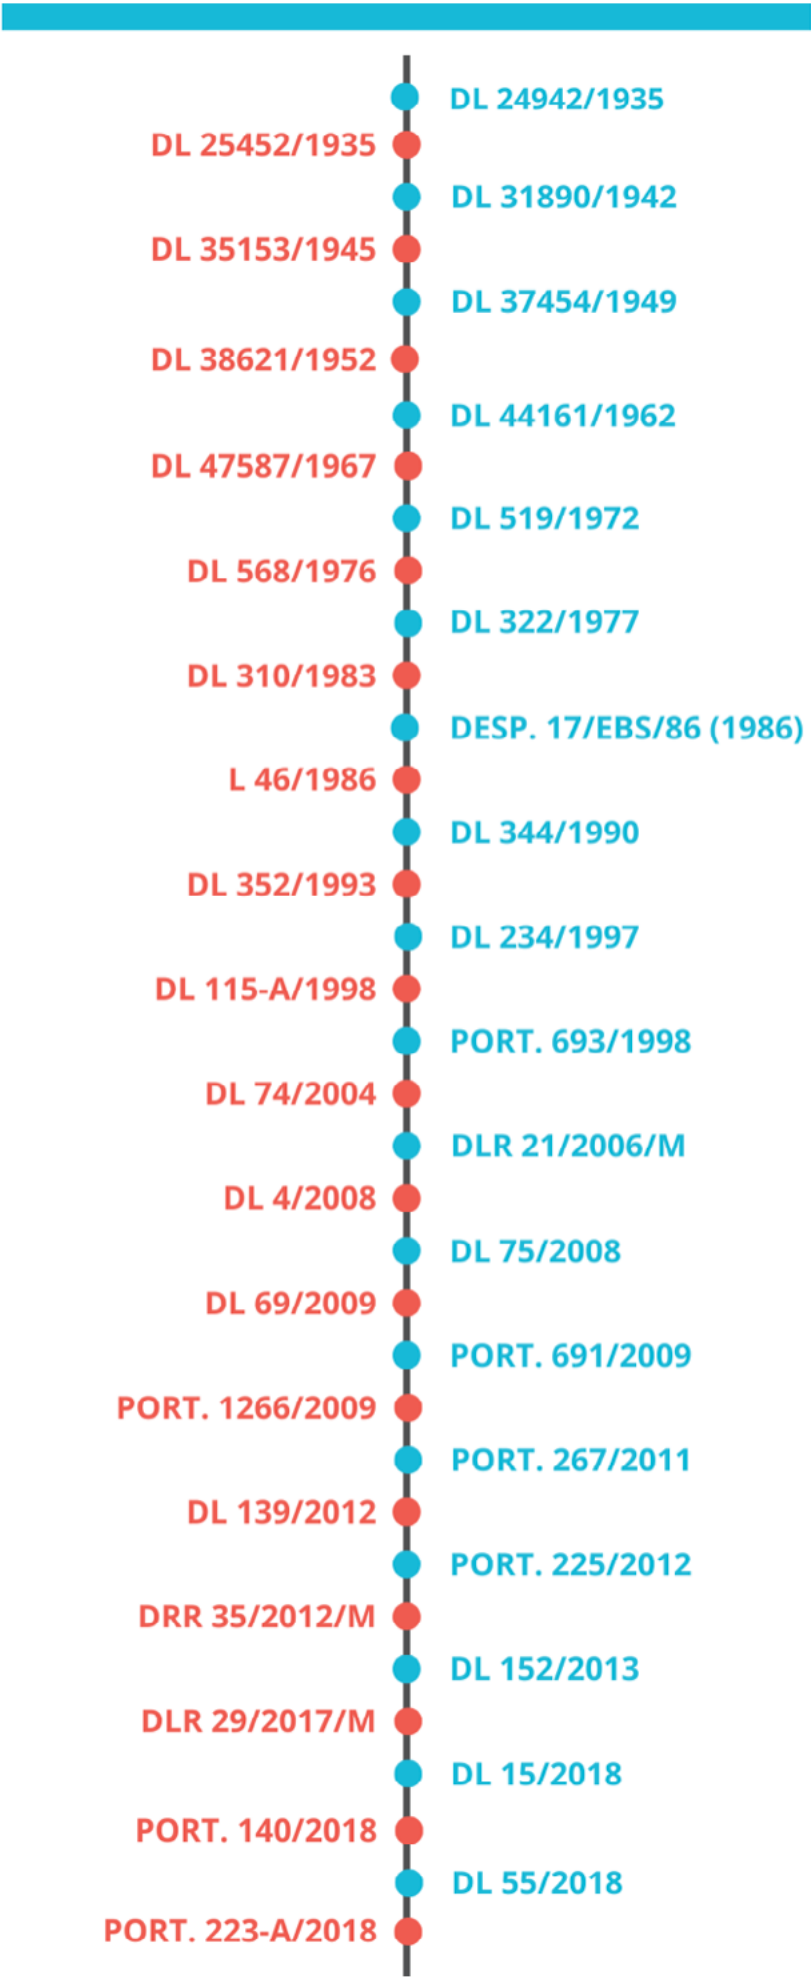 DL 24942/1935
DL 25452/1935
DL 31890/1942
DL 35153/1945
DL 37454/1949
DL 38621/1952
DL 44161/1962
DL 47587/1967
DL 519/1972
DL 568/1976
DL 322/1977
DL 310/1983
DESP. 17/EBS/86 (1986)
L 46/1986
DL 344/1990
DL 352/1993
DL 234/1997
DL 115-A/1998
PORT. 693/1998
DL 74/2004
DLR 21/2006/M
DL 4/2008
DL 75/2008
DL 69/2009
PORT. 691/2009
PORT. 1266/2009
PORT. 267/2011
DL 139/2012
PORT. 225/2012
DRR 35/2012/M
DL 152/2013
DLR 29/2017/M
DL 15/2018
PORT. 140/2018
DL 55/2018
PORT. 223-A/2018